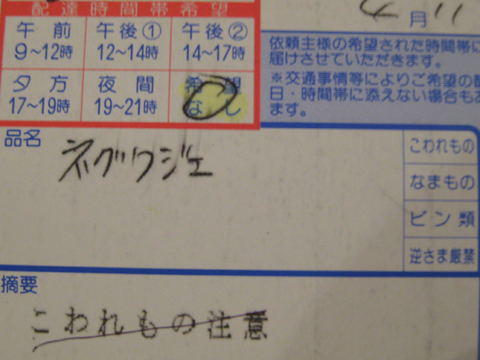 配達時間帯希望
午前 午後① 午後②
9~12時 12~14時 14~17時
夕方 夜間 希望
17~19時 19~21時 なし
月 11
依頼主様の希望された時間帯に
届けさせていただきます。
※交通事情等によりご希望の
日・時間帯に添えない場合も
品名
ネグリジェ
こわれもの
なまもの
ビン類
逆さま厳禁
摘要
こわれもの注意